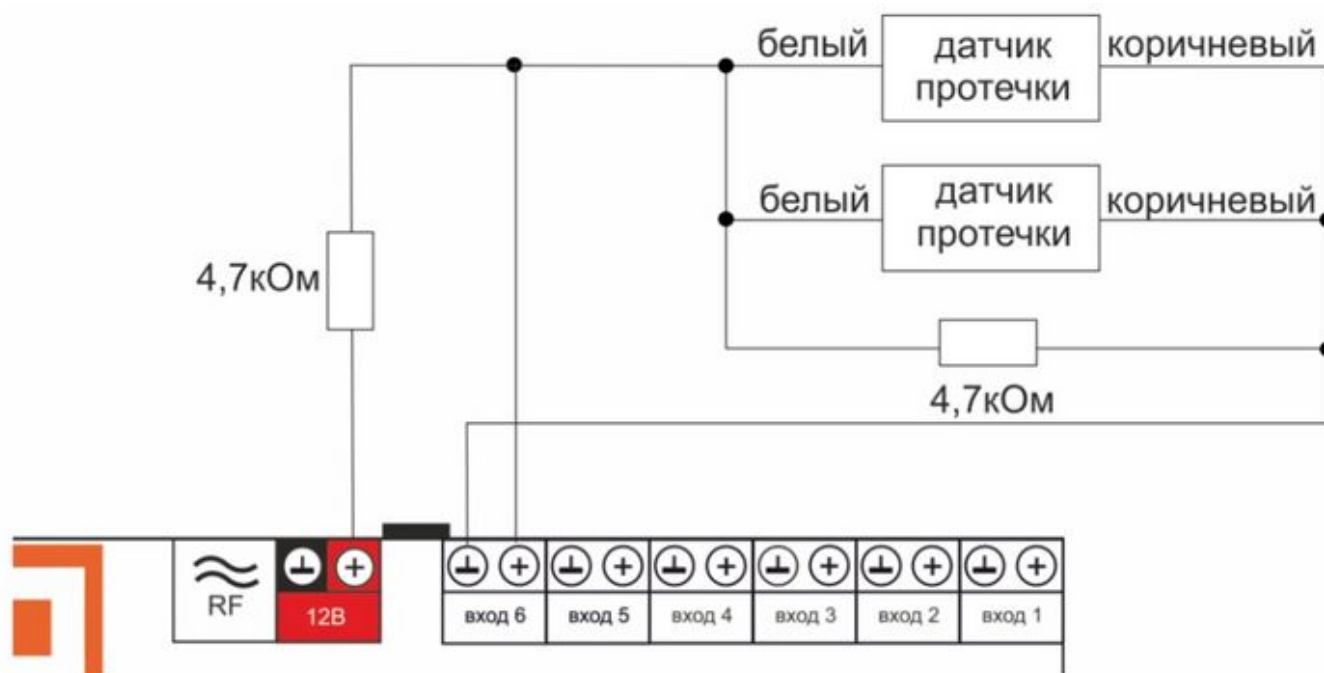 белый
датчик
протечки
коричневый
белый
датчик
протечки
коричневый
4,7кОм
4,7кОм
RF
12В
вход 6
вход 5
вход 4
вход 3
вход 2
вход 1